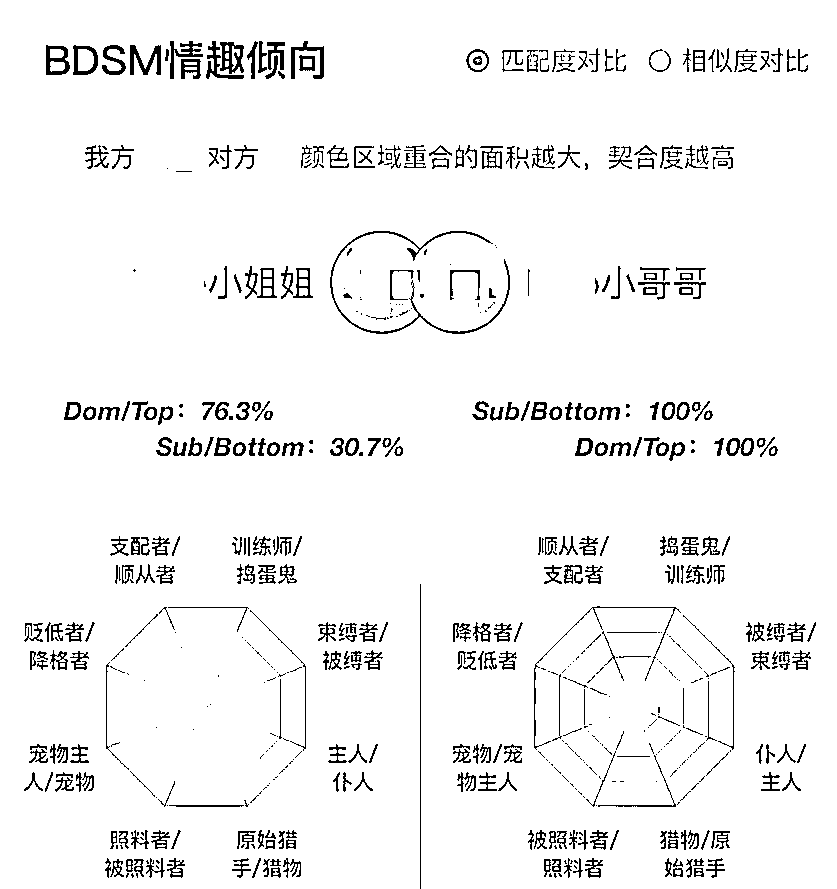 BDSM情趣倾向
匹配度对比 相似度对比
我方 对方 颜色区域重合的面积越大，契合度越高
小姐姐 小哥哥
Dom/Top：76.3% Sub/Bottom：100%
Sub/Bottom：30.7% Dom/Top：100%
支配者/ 训练师/ 顺从者/ 捣蛋鬼/
顺从者 捣蛋鬼 支配者 训练师
贬低者/ 束缚者/ 降格者/ 被缚者/
降格者 被缚者 贬低者 束缚者
宠物主 主人/ 宠物/宠 仆人/
人/宠物 仆人 物主人 主人
照料者/ 原始猎 被照料者/ 猎物/原
被照料者 手/猎物 照料者 始猎手